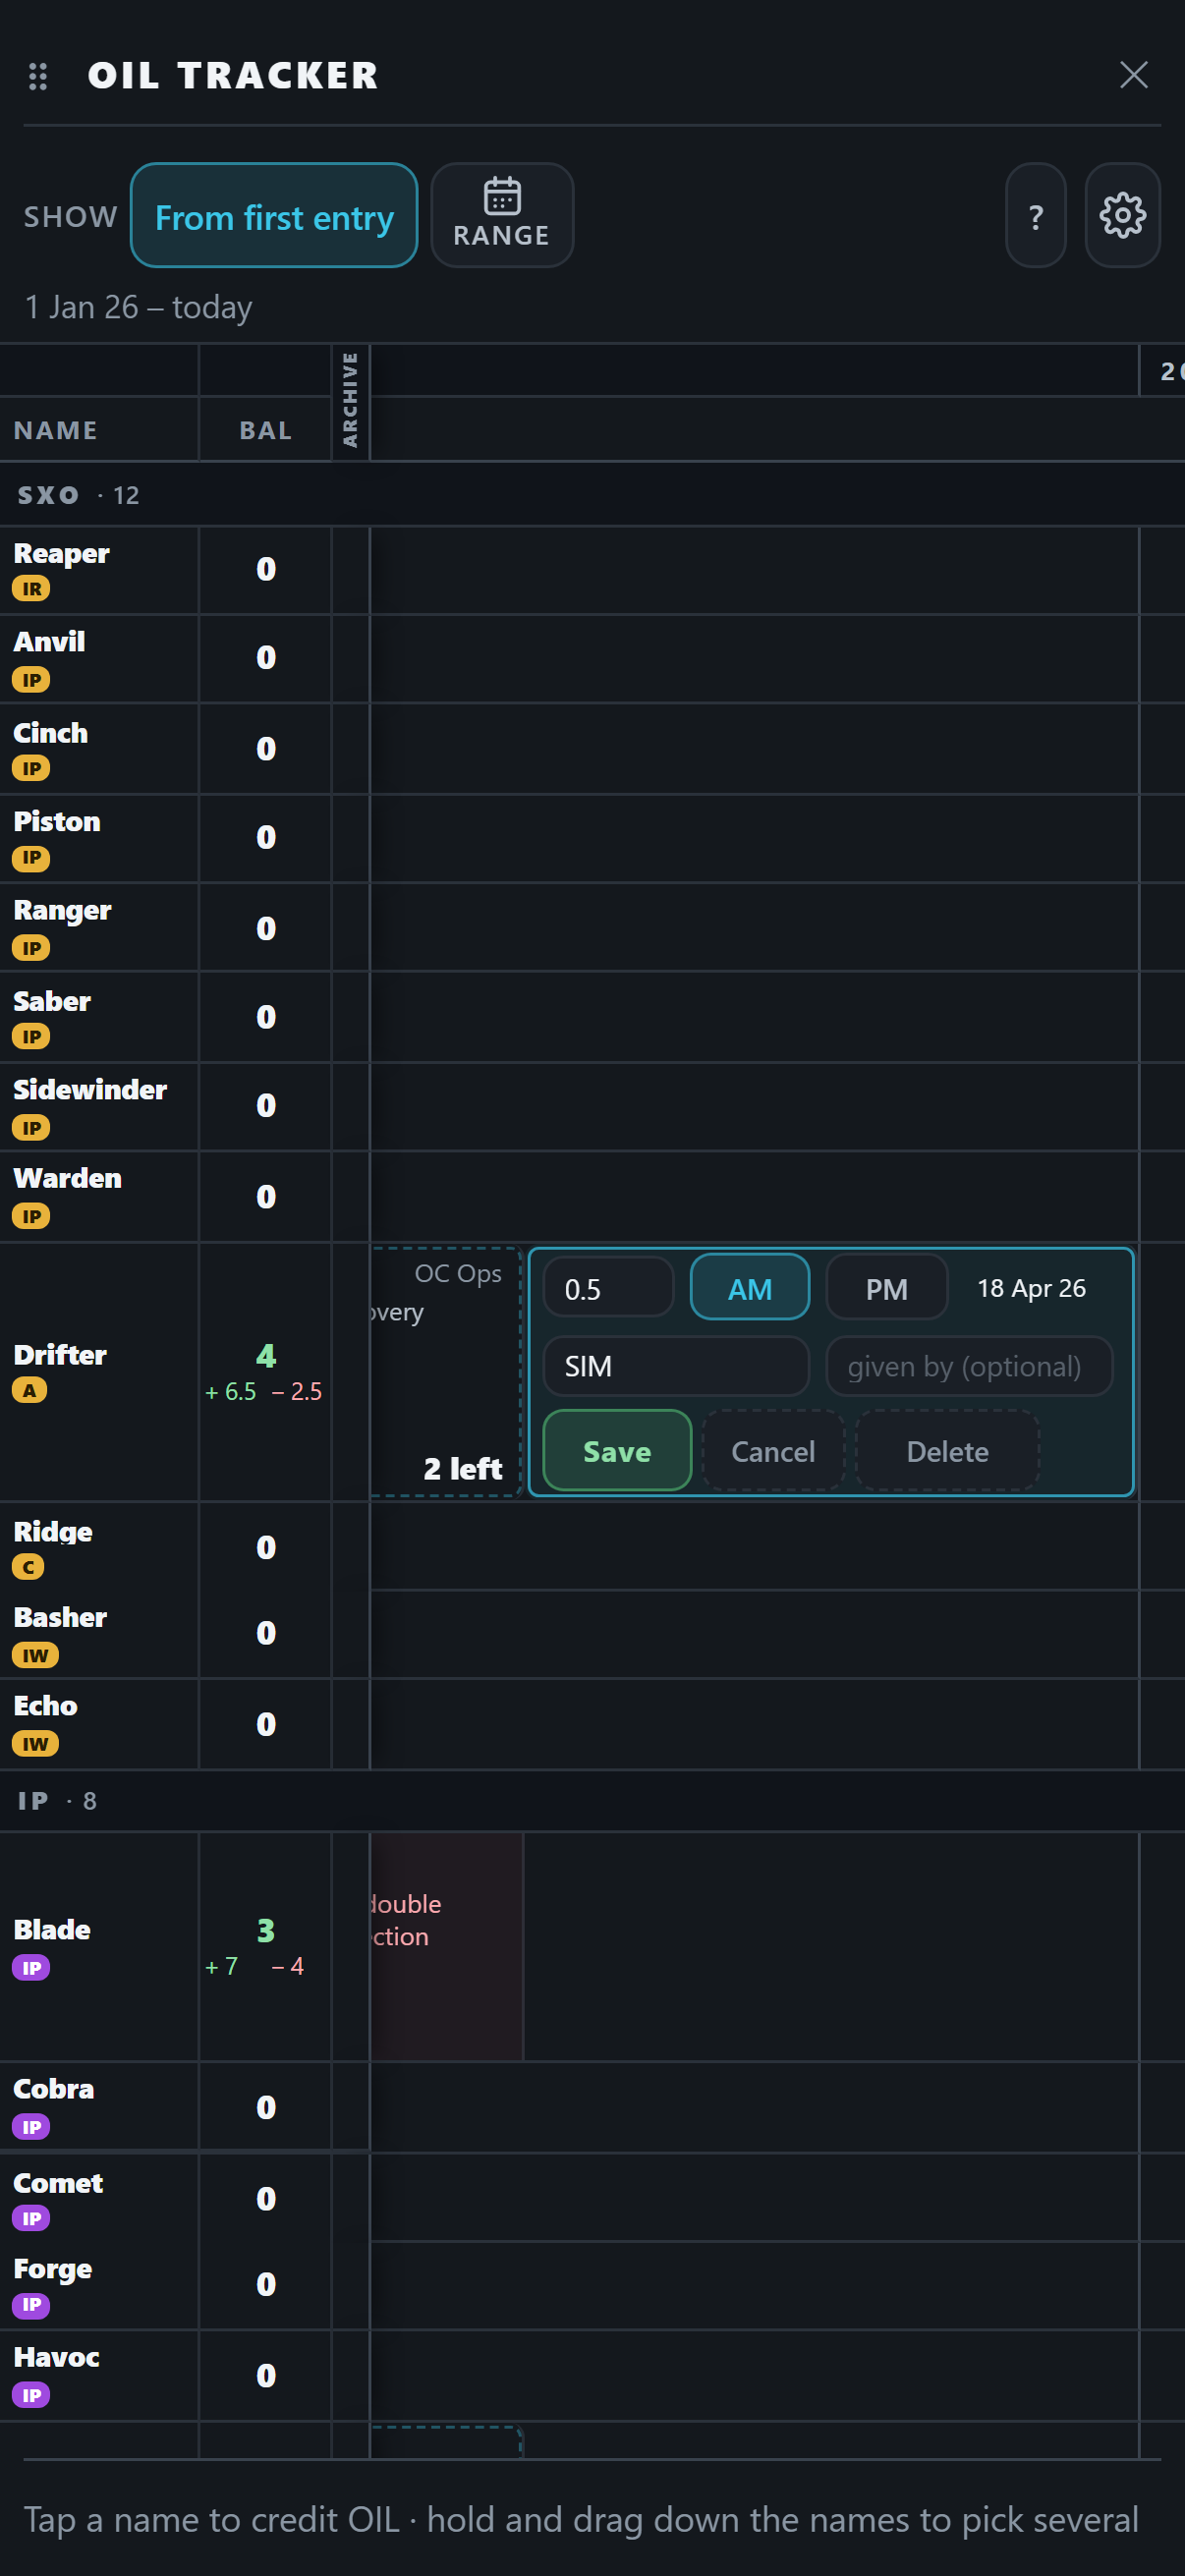 OIL TRACKER
SHOW From first entry RANGE ?
1 Jan 26 – today
NAME BAL ARCHIVE
SXO · 12
Reaper 0
IR
Anvil 0
IP
Cinch 0
IP
Piston 0
IP
Ranger 0
IP
Saber 0
IP
Sidewinder 0
IP
Warden 0
IP
OC Ops
0.5 AM PM 18 Apr 26
SIM given by (optional)
Drifter 4
A + 6.5 − 2.5
2 left
Save Cancel Delete
Ridge 0
C
Basher 0
IW
Echo 0
IW
IP · 8
double
Blade 3
IP + 7 − 4
Cobra 0
IP
Comet 0
IP
Forge 0
IP
Havoc 0
IP
Tap a name to credit OIL · hold and drag down the names to pick several